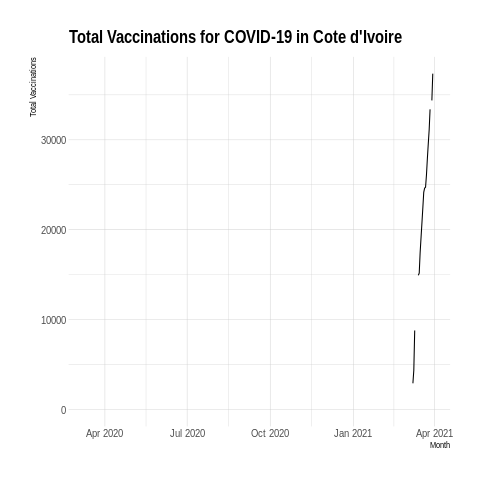 Total Vaccinations for COVID-19 in Cote d'Ivoire
Total Vaccinations
30000
20000
10000
0
Apr 2020 Jul 2020 Oct 2020 Jan 2021 Apr 2021
Month